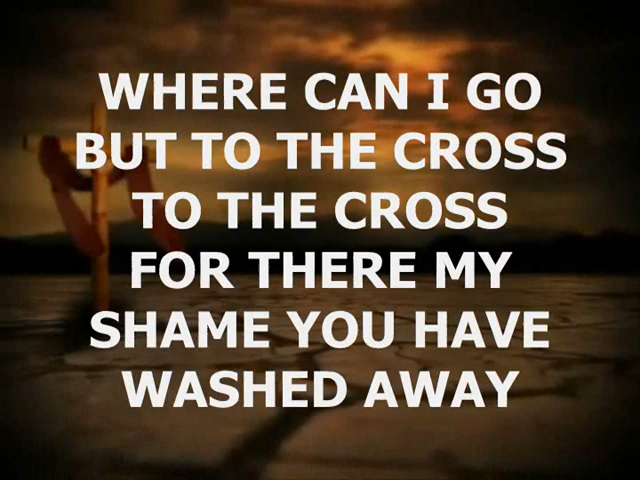 WHERE CAN I GO
BUT TO THE CROSS
TO THE CROSS
FOR THERE MY
SHAME YOU HAVE
WASHED AWAY